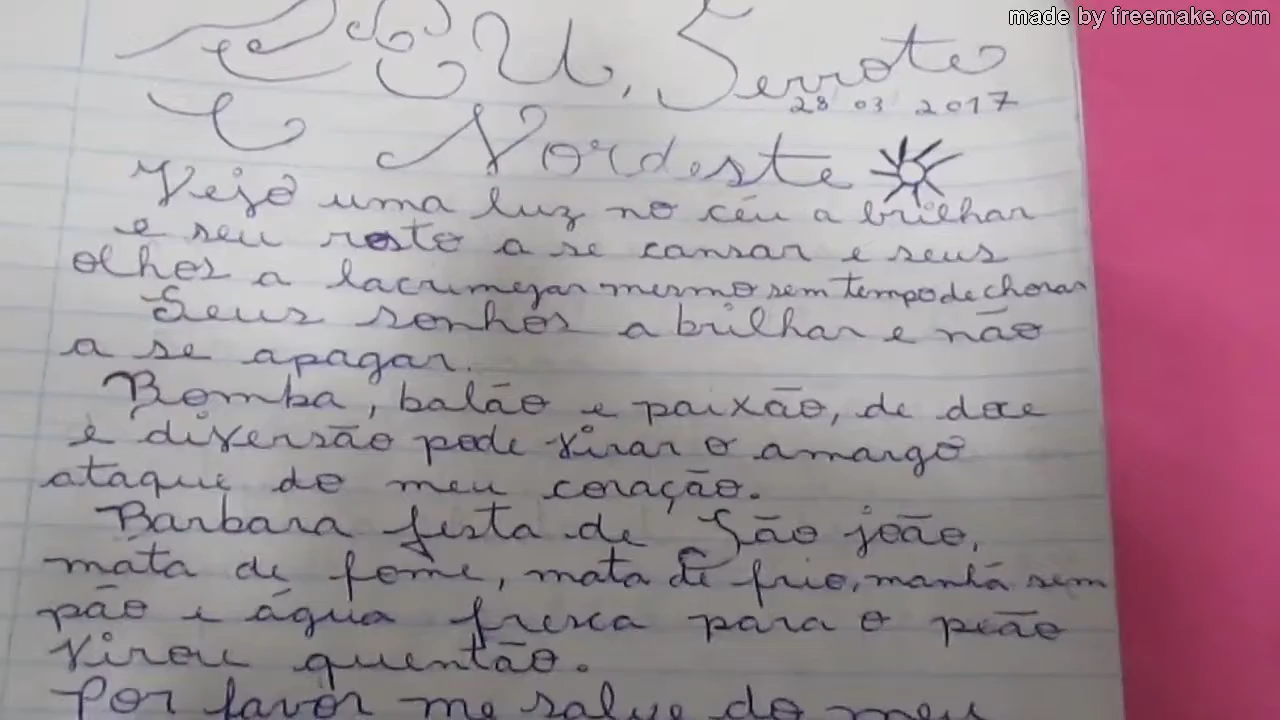 made by freemake.com
Eu, Serrote
28 03 2017
Nordeste
Vejo uma luz no céu a brilhar
e seu rosto a se cansar e seus
olhos a lacrimejar mesmo sem tempo de chorar
Seus sonhos a brilhar e não
a se apagar.
Bomba, balão e paixão, de doce
e diversão pode virar o amargo
ataque do meu coração.
Barbara festa de São joão,
mata de fome, mata de frio, manhã sem
pão e água fresca para o peão
virou quentão.
Por favor me salve do meu